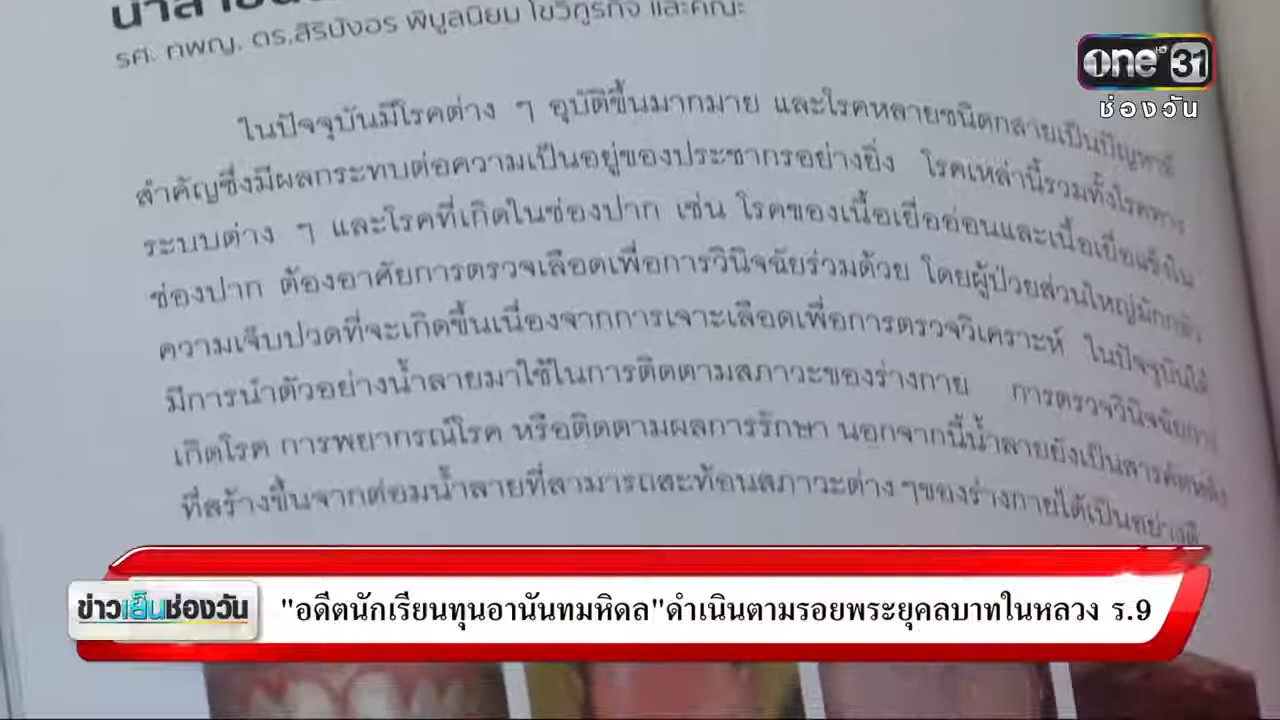 รศ. ทพญ. ดร.สิริบังอร พิบูลนิยม โขวิฑูรกิจ และคณะ
one HD 31
ช่องวัน
ในปัจจุบันมีโรคต่าง ๆ อุบัติขึ้นมากมาย และโรคหลายชนิดกลายเป็นปัญหาที่
สำคัญซึ่งมีผลกระทบต่อความเป็นอยู่ของประชากรอย่างยิ่ง โรคเหล่านี้รวมทั้งโรคทาง
ระบบต่าง ๆ และโรคที่เกิดในช่องปาก เช่น โรคของเนื้อเยื่ออ่อนและเนื้อเยื่อแข็งใน
ช่องปาก ต้องอาศัยการตรวจเลือดเพื่อการวินิจฉัยร่วมด้วย โดยผู้ป่วยส่วนใหญ่มักกลัว
ความเจ็บปวดที่จะเกิดขึ้นเนื่องจากการเจาะเลือดเพื่อการตรวจวิเคราะห์ ในปัจจุบันได้
มีการนำตัวอย่างน้ำลายมาใช้ในการติดตามสภาวะของร่างกาย การตรวจวินิจฉัยการ
เกิดโรค การพยากรณ์โรค หรือติดตามผลการรักษา นอกจากนี้น้ำลายยังเป็นสารคัดหลั่ง
ที่สร้างขึ้นจากต่อมน้ำลายที่สามารถสะท้อนสภาวะต่าง ๆของร่างกายได้เป็นอย่างดี
ข่าวเย็นช่องวัน
"อดีตนักเรียนทุนอานันทมหิดล"ดำเนินตามรอยพระยุคลบาทในหลวง ร.9